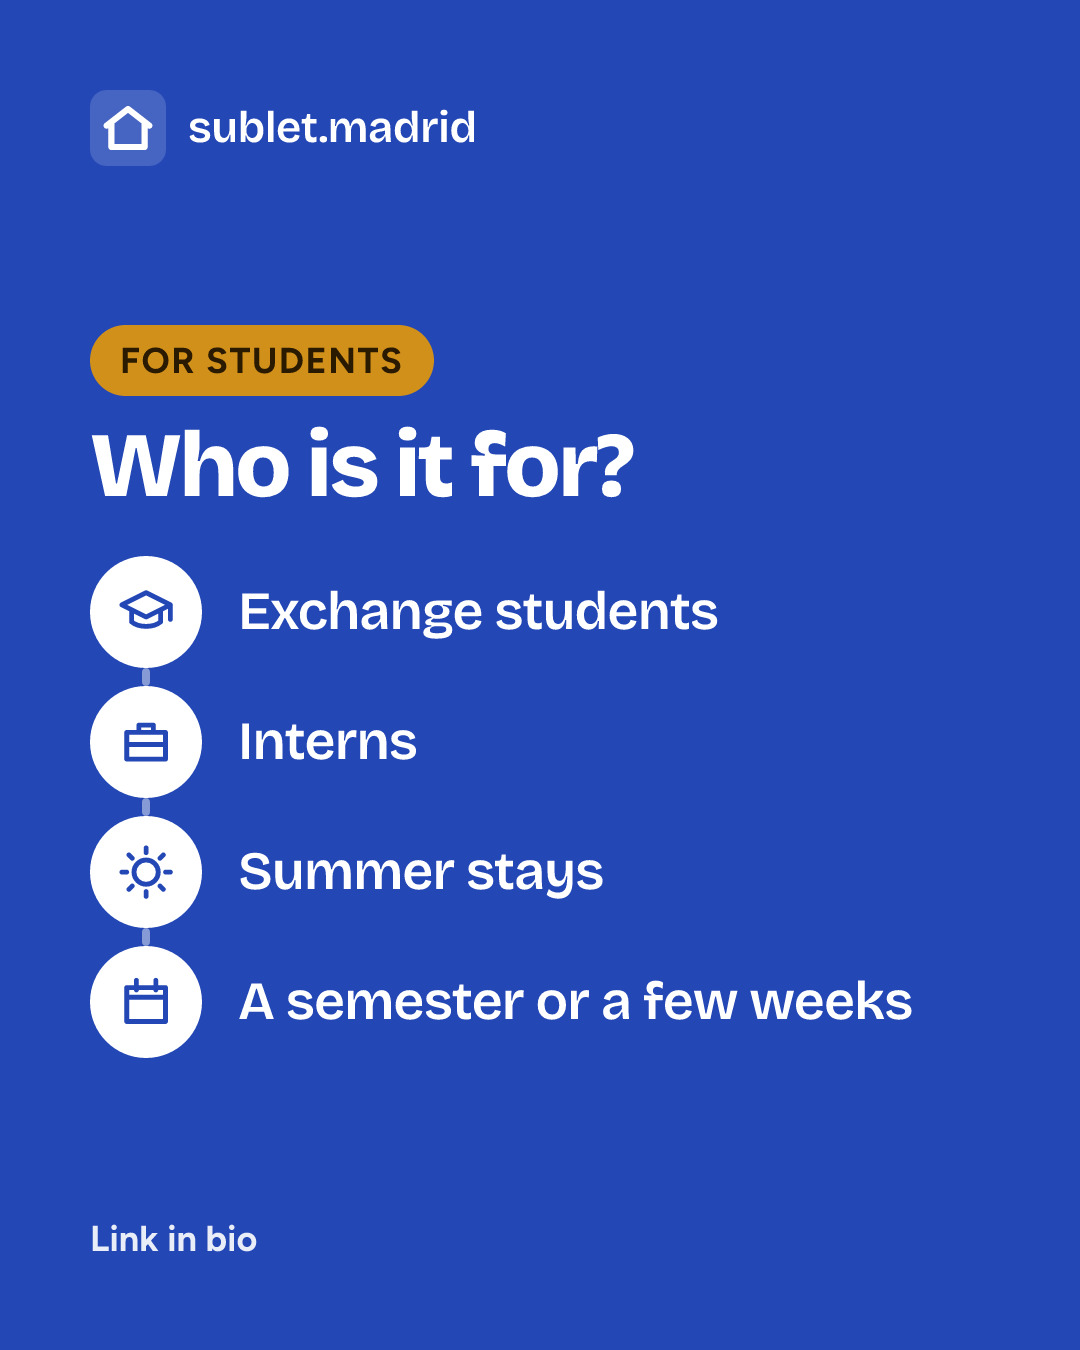 sublet.madrid
FOR STUDENTS
Who is it for?
Exchange students
Interns
Summer stays
A semester or a few weeks
Link in bio